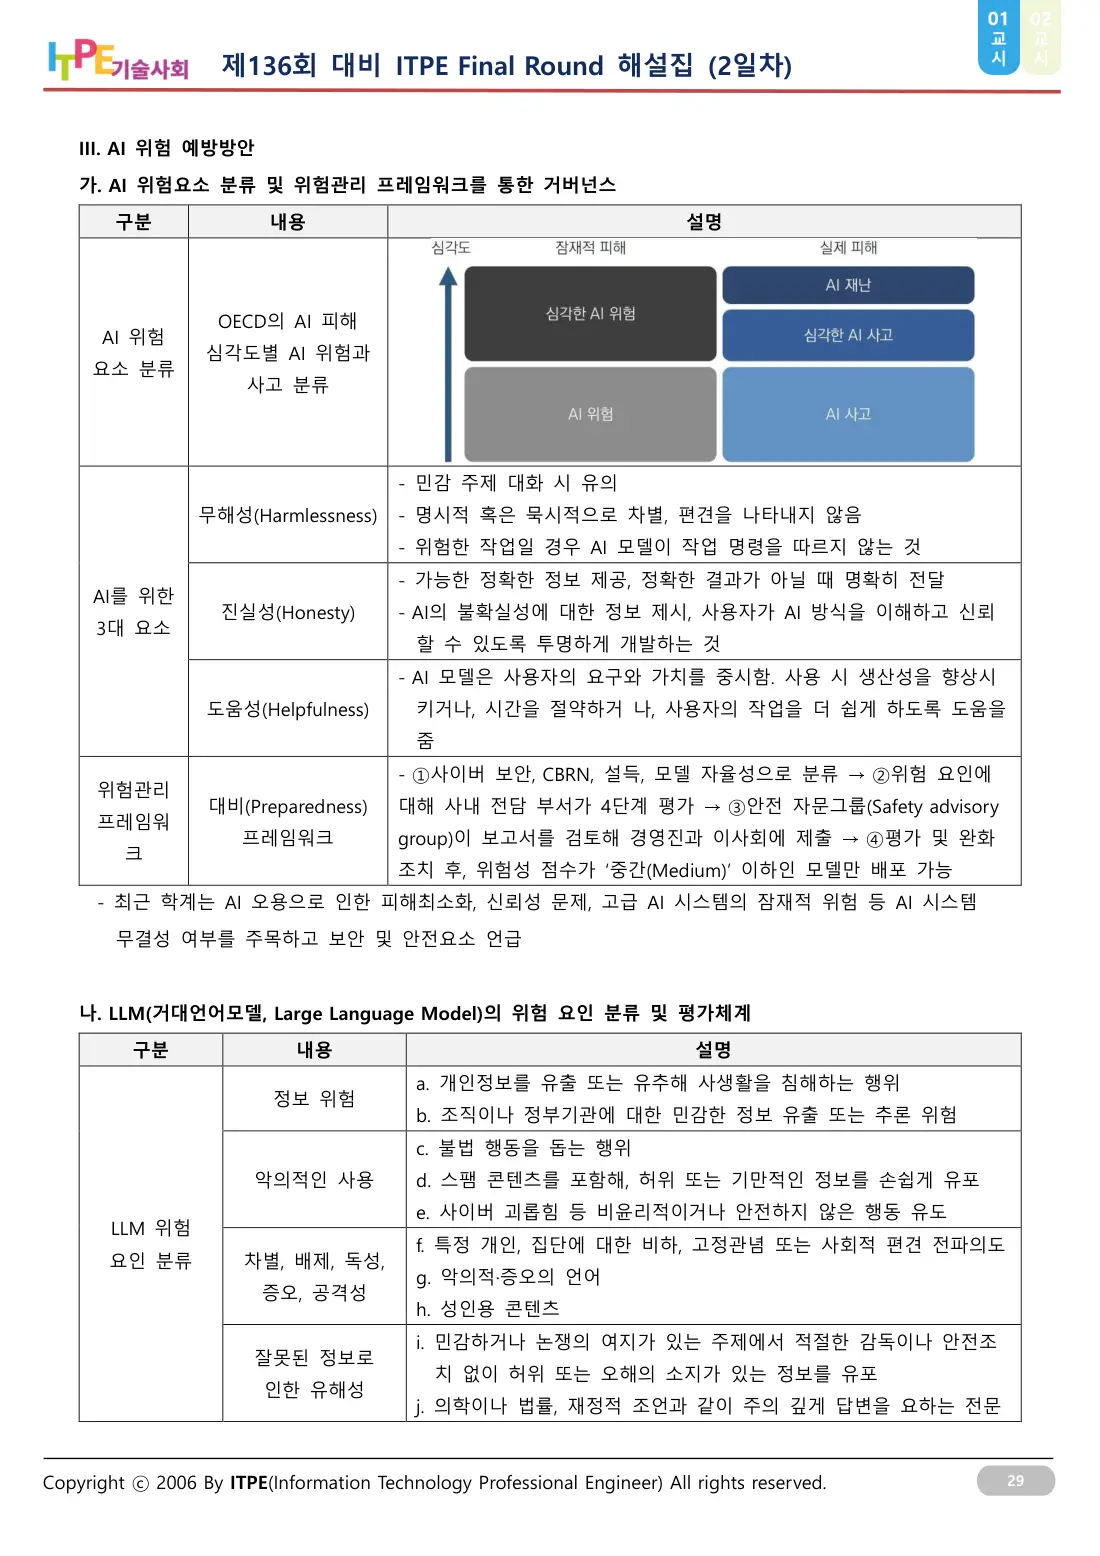 ITPE기술사회 제136회 대비 ITPE Final Round 해설집 (2일차)
01
교
시
02
교
시
III. AI 위험 예방방안
가. AI 위험요소 분류 및 위험관리 프레임워크를 통한 거버넌스
구분 내용 설명
AI 위험
요소 분류
OECD의 AI 피해
심각도별 AI 위험과
사고 분류
심각도 잠재적 피해 실제 피해
심각한 AI 위험
AI 재난
심각한 AI 사고
AI 위험
AI 사고
AI를 위한
3대 요소
무해성(Harmlessness)
- 민감 주제 대화 시 유의
- 명시적 혹은 묵시적으로 차별, 편견을 나타내지 않음
- 위험한 작업일 경우 AI 모델이 작업 명령을 따르지 않는 것
진실성(Honesty)
- 가능한 정확한 정보 제공, 정확한 결과가 아닐 때 명확히 전달
- AI의 불확실성에 대한 정보 제시, 사용자가 AI 방식을 이해하고 신뢰
할 수 있도록 투명하게 개발하는 것
도움성(Helpfulness)
- AI 모델은 사용자의 요구와 가치를 중시함. 사용 시 생산성을 향상시
키거나, 시간을 절약하거 나, 사용자의 작업을 더 쉽게 하도록 도움을
줌
위험관리
프레임워
크
대비(Preparedness)
프레임워크
- ①사이버 보안, CBRN, 설득, 모델 자율성으로 분류 → ②위험 요인에
대해 사내 전담 부서가 4단계 평가 → ③안전 자문그룹(Safety advisory
group)이 보고서를 검토해 경영진과 이사회에 제출 → ④평가 및 완화
조치 후, 위험성 점수가 ‘중간(Medium)’ 이하인 모델만 배포 가능
- 최근 학계는 AI 오용으로 인한 피해최소화, 신뢰성 문제, 고급 AI 시스템의 잠재적 위험 등 AI 시스템
무결성 여부를 주목하고 보안 및 안전요소 언급
나. LLM(거대언어모델, Large Language Model)의 위험 요인 분류 및 평가체계
구분 내용 설명
LLM 위험
요인 분류
정보 위험
a. 개인정보를 유출 또는 유추해 사생활을 침해하는 행위
b. 조직이나 정부기관에 대한 민감한 정보 유출 또는 추론 위험
악의적인 사용
c. 불법 행동을 돕는 행위
d. 스팸 콘텐츠를 포함해, 허위 또는 기만적인 정보를 손쉽게 유포
e. 사이버 괴롭힘 등 비윤리적이거나 안전하지 않은 행동 유도
차별, 배제, 독성,
증오, 공격성
f. 특정 개인, 집단에 대한 비하, 고정관념 또는 사회적 편견 전파의도
g. 악의적·증오의 언어
h. 성인용 콘텐츠
잘못된 정보로
인한 유해성
i. 민감하거나 논쟁의 여지가 있는 주제에서 적절한 감독이나 안전조
치 없이 허위 또는 오해의 소지가 있는 정보를 유포
j. 의학이나 법률, 재정적 조언과 같이 주의 깊게 답변을 요하는 전문
Copyright ⓒ 2006 By ITPE(Information Technology Professional Engineer) All rights reserved.
29